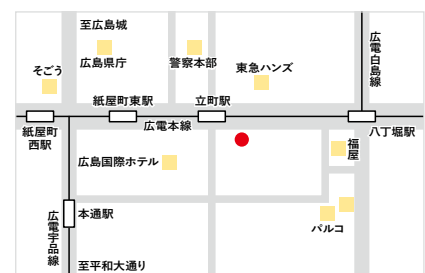 至広島城
広島県庁
警察本部
そごう
東急ハンズ
広電白島線
紙屋町東駅
立町駅
紙屋町
西駅
広電本線
八丁堀駅
広島国際ホテル
福屋
本通駅
パルコ
広電宇品線
至平和大通り